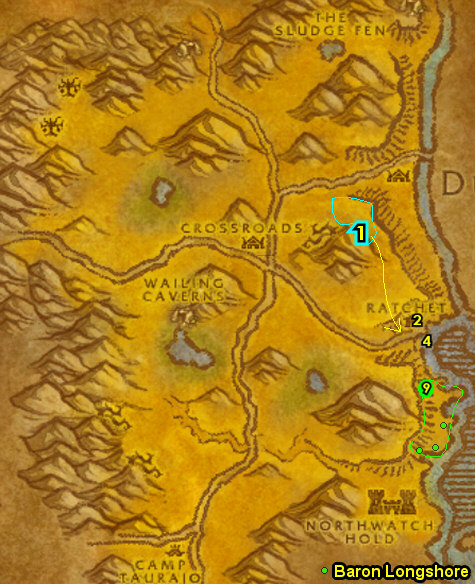 THE
SLUDGE FEN
D
CROSSROADS
1
WAILING
CAVERNS
RATCHET
2
4
9
NORTHWATCH
HOLD
CAMP
TAURAJO
Baron Longshore